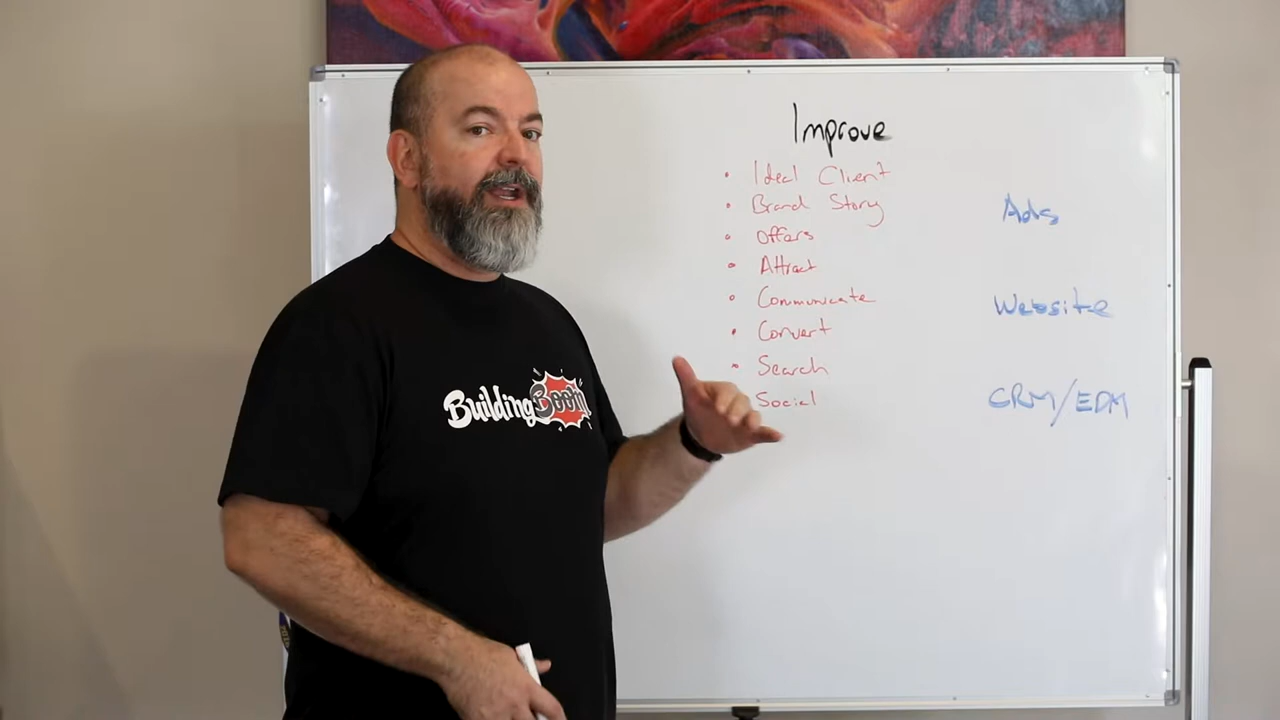 Improve
Ideal Client
Brand Story
Offers
Attract
Communicate
Convert
Search
Social
Ads
Website
CRM/EDM
BuildingBoom!